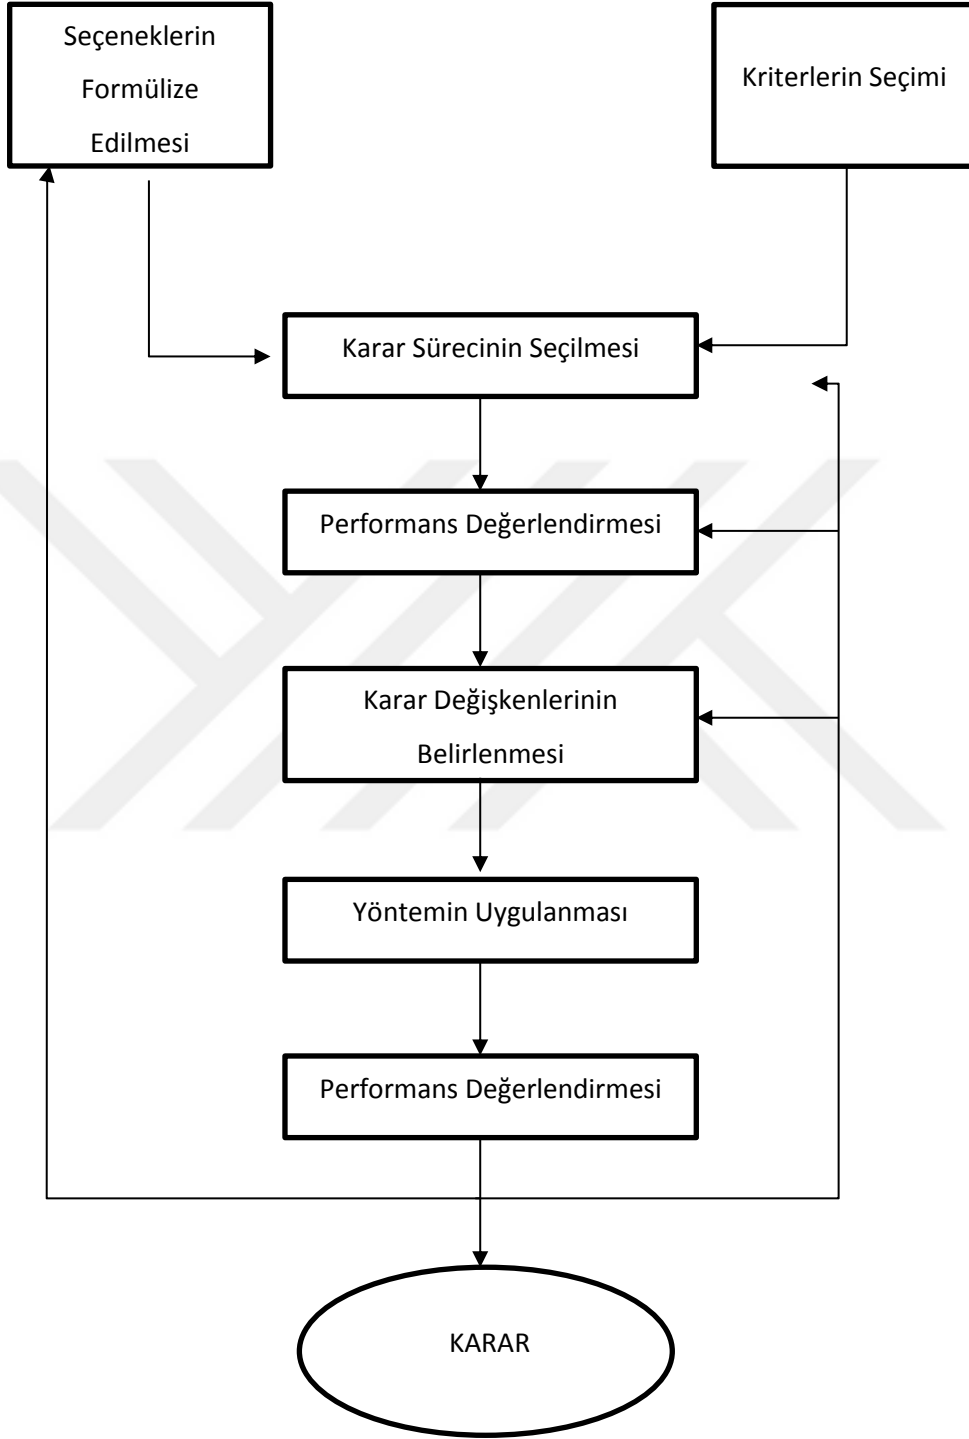 Seçeneklerin
Formülize
Edilmesi
Kriterlerin Seçimi
Karar Sürecinin Seçilmesi
Performans Değerlendirmesi
Karar Değişkenlerinin
Belirlenmesi
Yöntemin Uygulanması
Performans Değerlendirmesi
KARAR